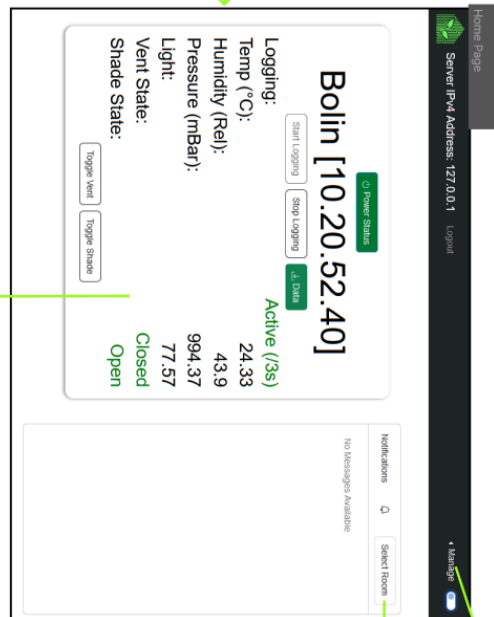 Home Page
Server IPv4 Address: 127.0.0.1 Logout Manage
Power Status
Bolin [10.20.52.40]
Start Logging Stop Logging Data
Logging: Active (/3s)
Temp (°C): 24.33
Humidity (Rel): 43.9
Pressure (mBar): 994.37
Light: 77.57
Vent State: Closed
Shade State: Open
Toggle Vent Toggle Shade
Notifications Select Room
No Messages Available